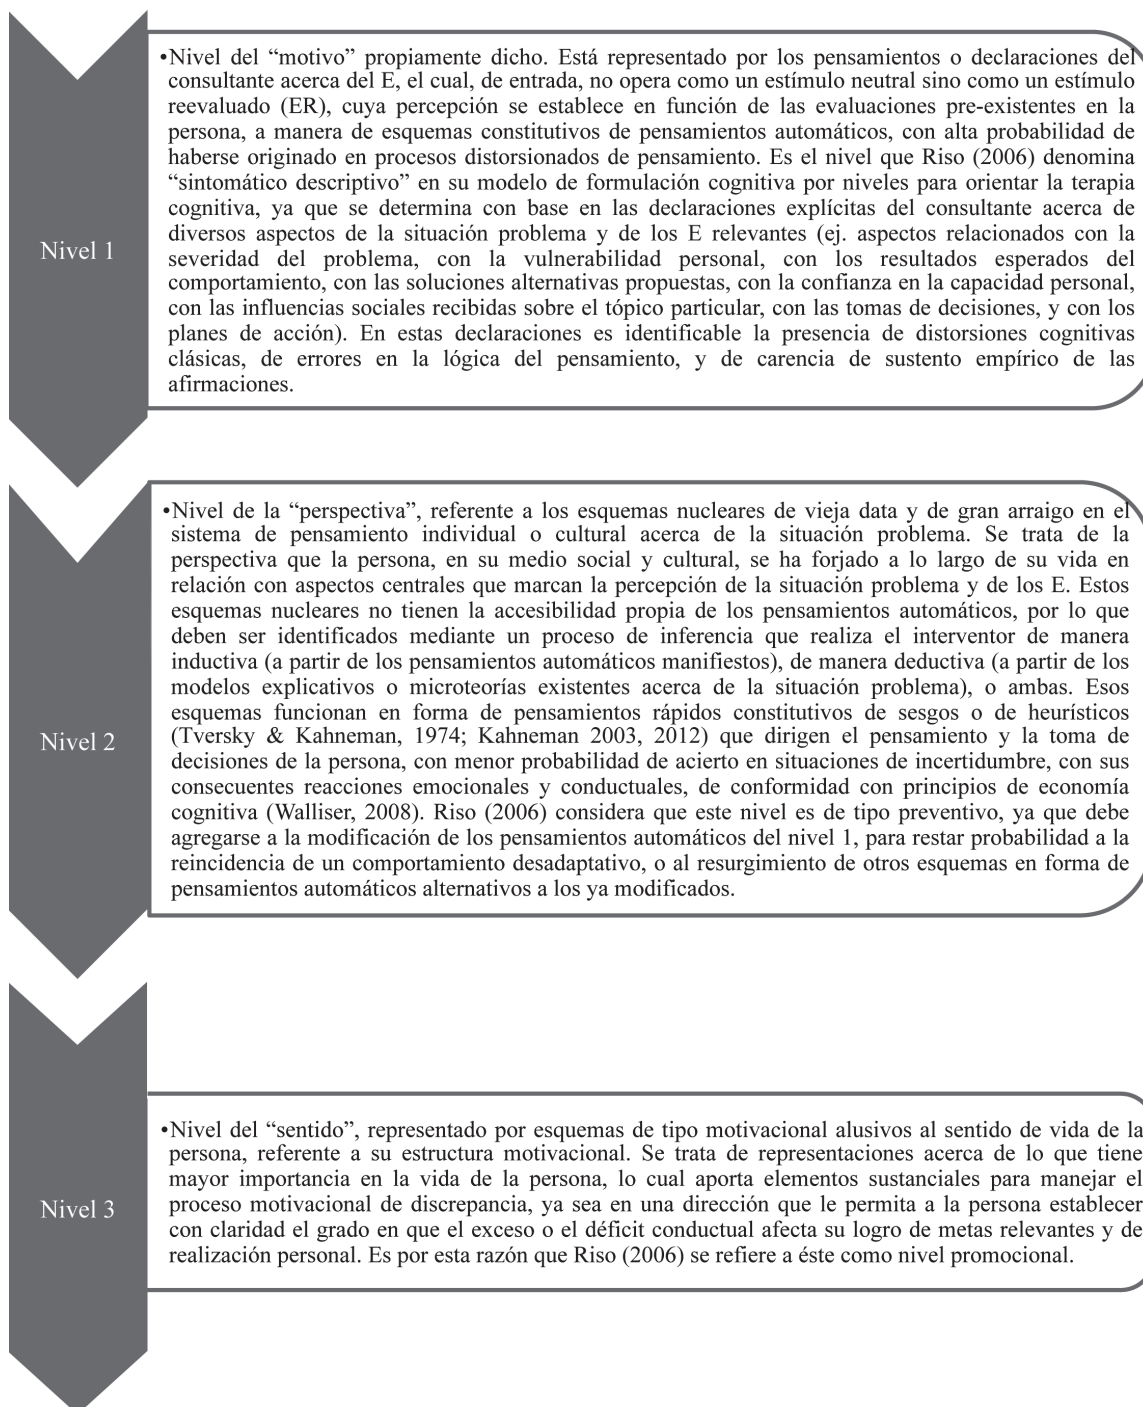 •Nivel del “motivo” propiamente dicho. Está representado por los pensamientos o declaraciones del
consultante acerca del E, el cual, de entrada, no opera como un estímulo neutral sino como un estímulo
reevaluado (ER), cuya percepción se establece en función de las evaluaciones pre-existentes en la
persona, a manera de esquemas constitutivos de pensamientos automáticos, con alta probabilidad de
haberse originado en procesos distorsionados de pensamiento. Es el nivel que Riso (2006) denomina
“sintomático descriptivo” en su modelo de formulación cognitiva por niveles para orientar la terapia
cognitiva, ya que se determina con base en las declaraciones explícitas del consultante acerca de
diversos aspectos de la situación problema y de los E relevantes (ej. aspectos relacionados con la
severidad del problema, con la vulnerabilidad personal, con los resultados esperados del
comportamiento, con las soluciones alternativas propuestas, con la confianza en la capacidad personal,
con las influencias sociales recibidas sobre el tópico particular, con las tomas de decisiones, y con los
planes de acción). En estas declaraciones es identificable la presencia de distorsiones cognitivas
clásicas, de errores en la lógica del pensamiento, y de carencia de sustento empírico de las
afirmaciones.
Nivel 1
•Nivel de la “perspectiva”, referente a los esquemas nucleares de vieja data y de gran arraigo en el
sistema de pensamiento individual o cultural acerca de la situación problema. Se trata de la
perspectiva que la persona, en su medio social y cultural, se ha forjado a lo largo de su vida en
relación con aspectos centrales que marcan la percepción de la situación problema y de los E. Estos
esquemas nucleares no tienen la accesibilidad propia de los pensamientos automáticos, por lo que
deben ser identificados mediante un proceso de inferencia que realiza el interventor de manera
inductiva (a partir de los pensamientos automáticos manifiestos), de manera deductiva (a partir de los
modelos explicativos o microteorías existentes acerca de la situación problema), o ambas. Esos
esquemas funcionan en forma de pensamientos rápidos constitutivos de sesgos o de heurísticos
(Tversky & Kahneman, 1974; Kahneman 2003, 2012) que dirigen el pensamiento y la toma de
decisiones de la persona, con menor probabilidad de acierto en situaciones de incertidumbre, con sus
consecuentes reacciones emocionales y conductuales, de conformidad con principios de economía
cognitiva (Walliser, 2008). Riso (2006) considera que este nivel es de tipo preventivo, ya que debe
agregarse a la modificación de los pensamientos automáticos del nivel 1, para restar probabilidad a la
reincidencia de un comportamiento desadaptativo, o al resurgimiento de otros esquemas en forma de
pensamientos automáticos alternativos a los ya modificados.
Nivel 2
•Nivel del “sentido”, representado por esquemas de tipo motivacional alusivos al sentido de vida de la
persona, referente a su estructura motivacional. Se trata de representaciones acerca de lo que tiene
mayor importancia en la vida de la persona, lo cual aporta elementos sustanciales para manejar el
proceso motivacional de discrepancia, ya sea en una dirección que le permita a la persona establecer
con claridad el grado en que el exceso o el déficit conductual afecta su logro de metas relevantes y de
realización personal. Es por esta razón que Riso (2006) se refiere a éste como nivel promocional.
Nivel 3